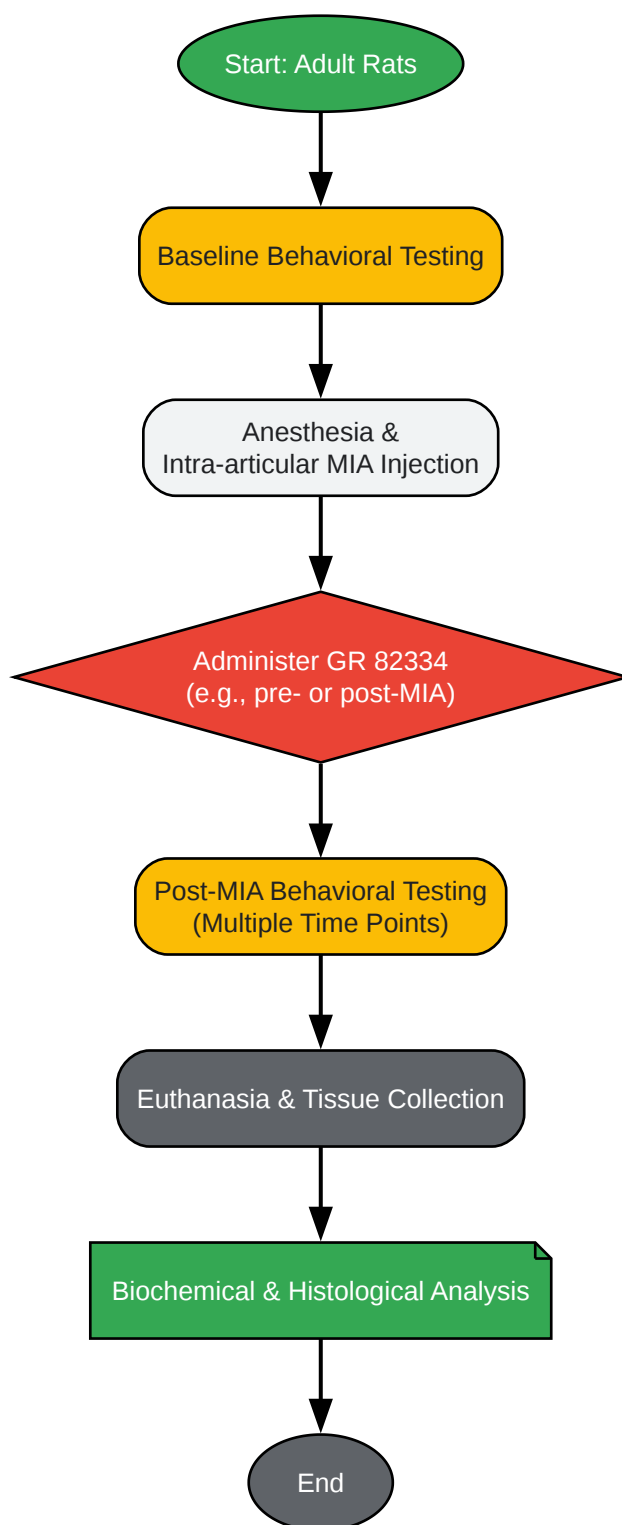 Start: Adult Rats
Baseline Behavioral Testing
Anesthesia &
Intra-articular MIA Injection
Administer GR 82334
(e.g., pre- or post-MIA)
Post-MIA Behavioral Testing
(Multiple Time Points)
Euthanasia & Tissue Collection
Biochemical & Histological Analysis
End